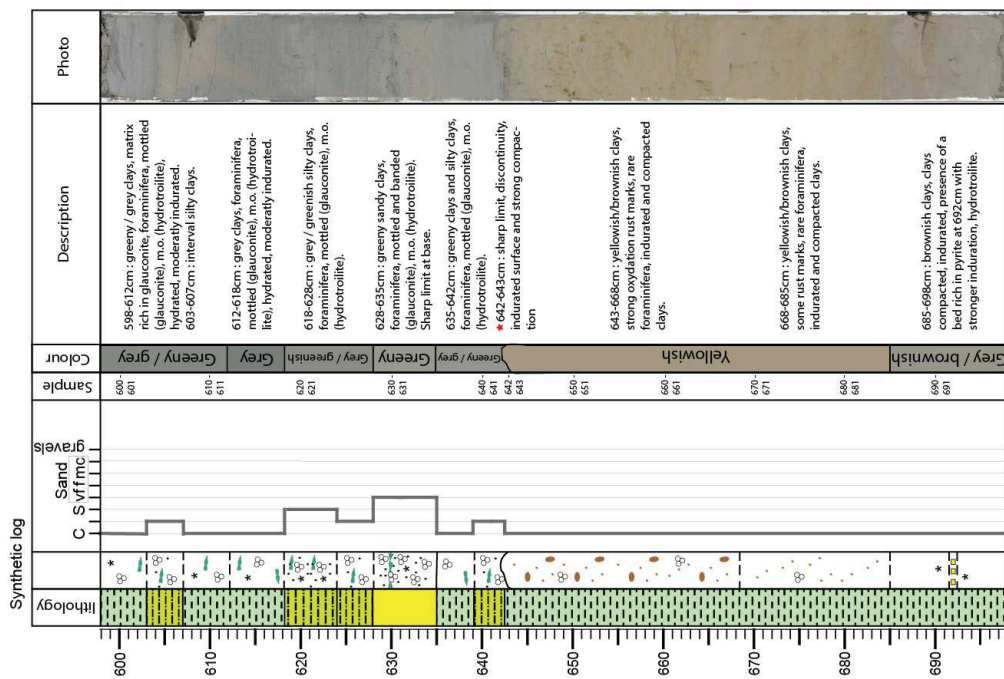 Photo
Description
598-612cm : greeny / grey clays, matrix
rich in glauconite, foraminifera, mottled
(glauconite), m.o. (hydrotroilite),
hydrated, moderatly indurated.
603-607cm : interval silty clays.
612-618cm : grey clays, foraminifera,
mottled (glauconite), m.o. (hydrotroi-
lite), hydrated, moderatly indurated.
618-628cm : grey / greenish silty clays,
foraminifera, mottled (glauconite), m.o.
(hydrotroilite).
628-635cm : greeny sandy clays,
foraminifera, mottled and banded
(glauconite), m.o. (hydrotroilite).
Sharp limit at base.
635-642cm : greeny clays and silty clays,
foraminifera, mottled (glauconite), m.o.
(hydrotroilite).
★ 642-643cm : sharp limit, discontinuity,
indurated surface and strong compac-
tion
643-668cm : yellowish/brownish clays,
strong oxydation rust marks, rare
foraminifera, indurated and compacted
clays.
668-685cm : yellowish/brownish clays,
some rust marks, rare foraminifera,
indurated and compacted clays.
685-698cm : brownish clays, clays
compacted, indurated, presence of a
bed rich in pyrite at 692cm with
stronger induration, hydrotroilite.
Colour
Greeny / grey
Grey
Grey / greenish
Greeny
Greeny / grey
Yellowish
Grey / brownish
Sample
600-
601
610-
611
620-
621
630-
631
640-
641
642-
643
650-
651
660-
661
670-
671
680-
681
690-
691
Synthetic log
C S vf f m c
Sand
gravels
lithology
600
610
620
630
640
650
660
670
680
690